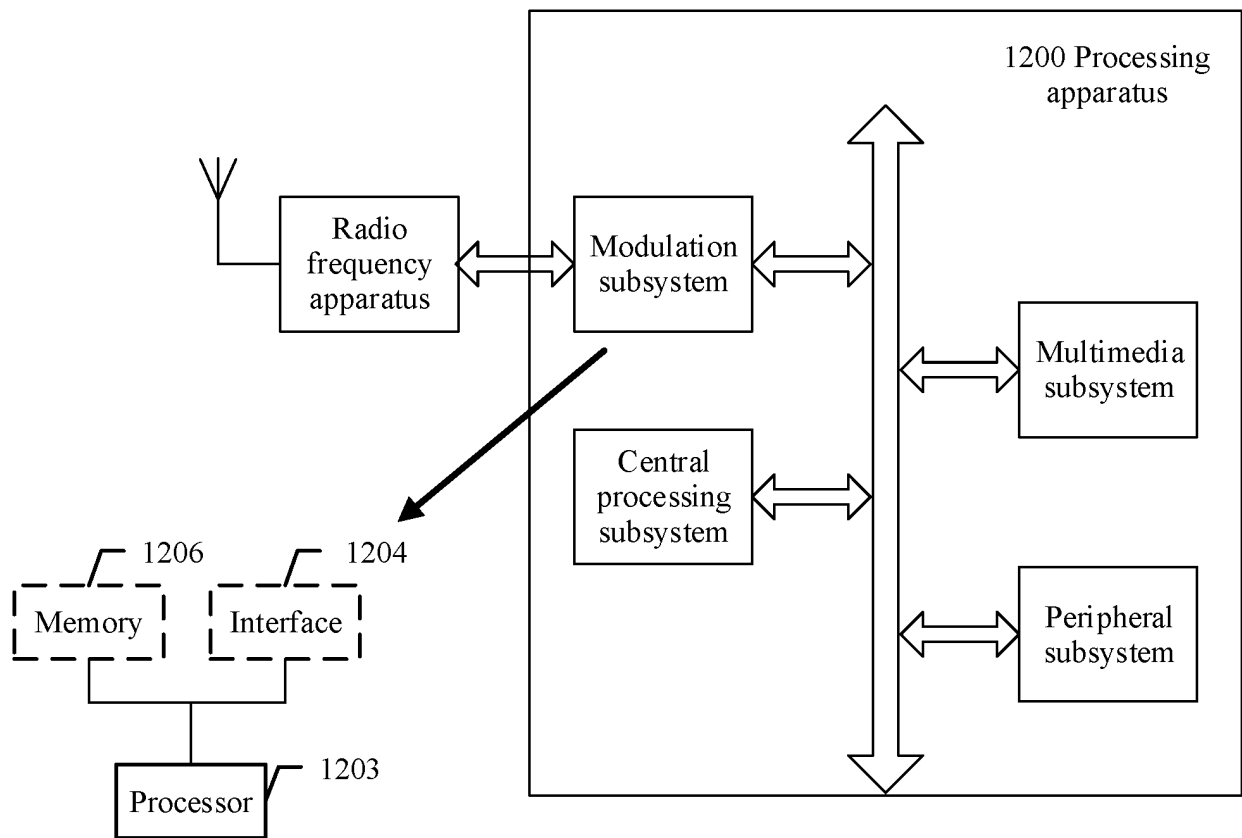 1200 Processing
apparatus
Radio
frequency
apparatus
Modulation
subsystem
Multimedia
subsystem
Central
processing
subsystem
1206
1204
Memory
Interface
Peripheral
subsystem
1203
Processor